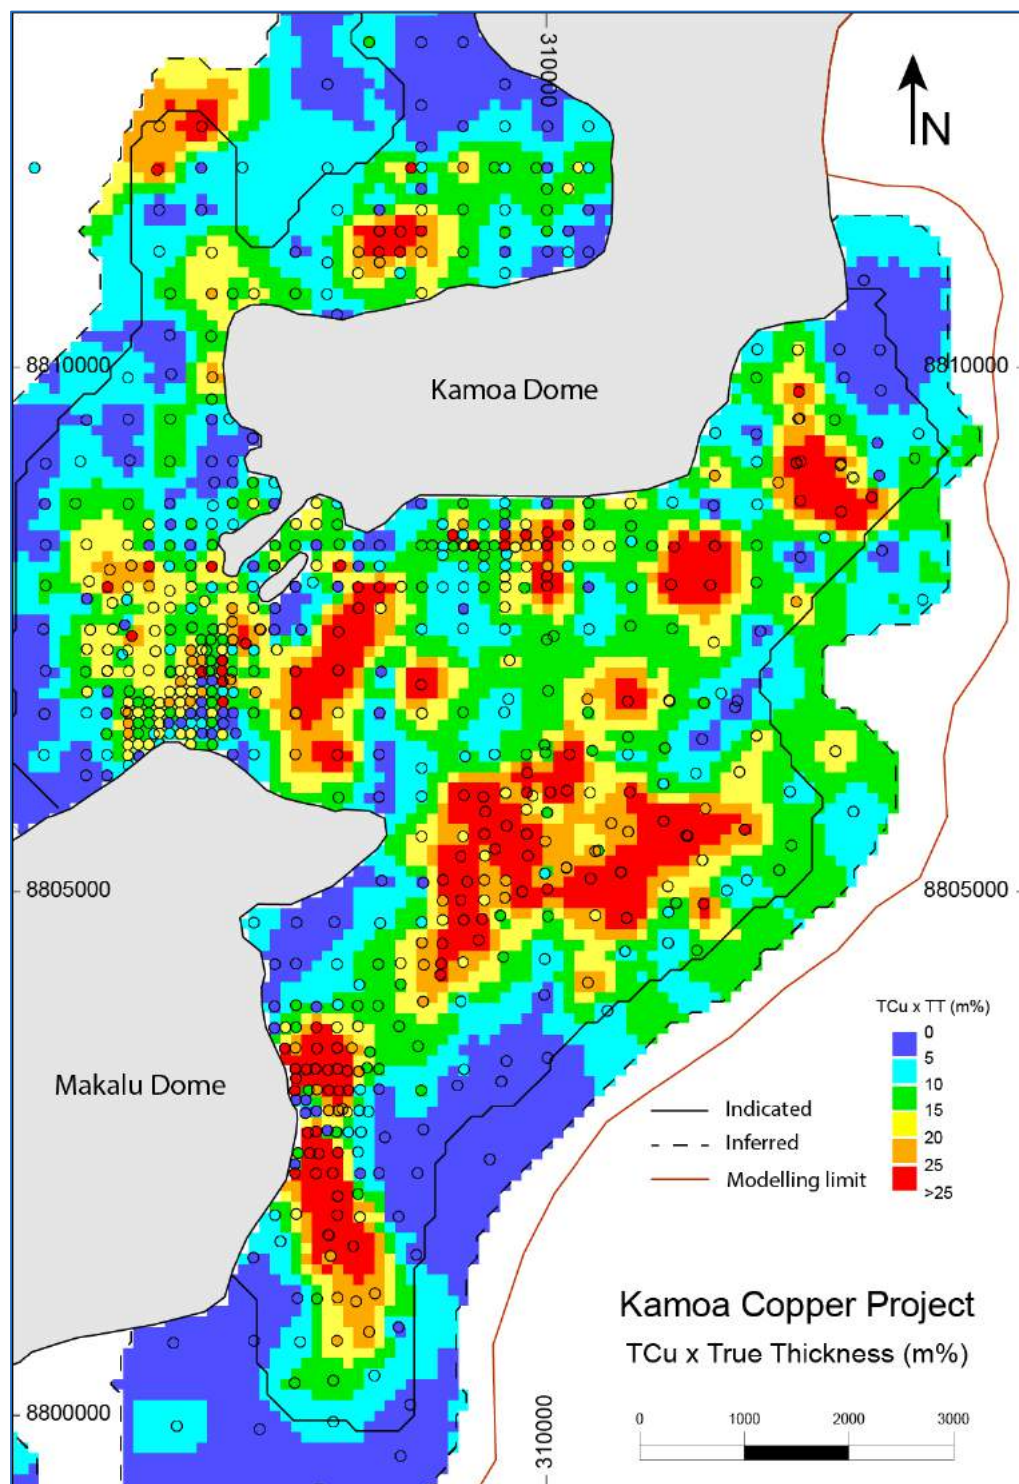 310000
N
8810000
8810000
Kamoa Dome
8805000
8805000
Makalu Dome
TCu x TT (m%)
0
5
10
15
20
25
>25
Indicated
Inferred
Modelling limit
Kamoa Copper Project
TCu x True Thickness (m%)
8800000
310000
0 1000 2000 3000